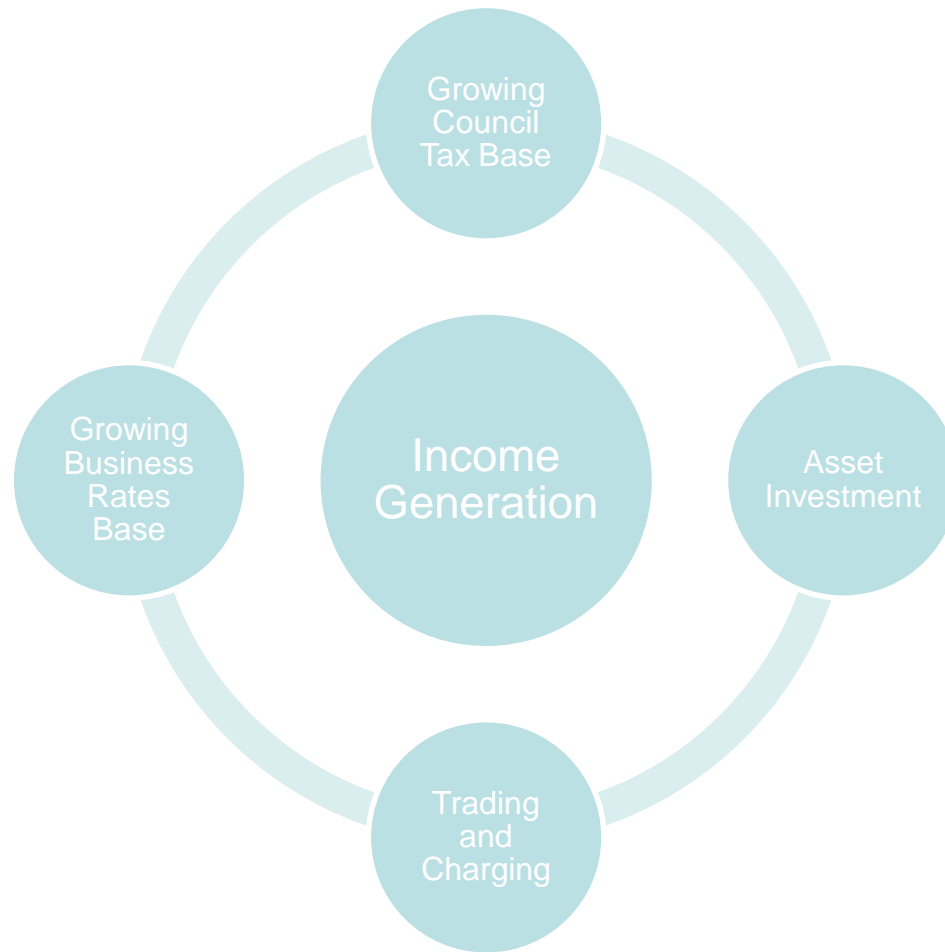 Growing
Council
Tax Base
Growing
Business
Rates
Base
Income
Generation
Asset
Investment
Trading
and
Charging